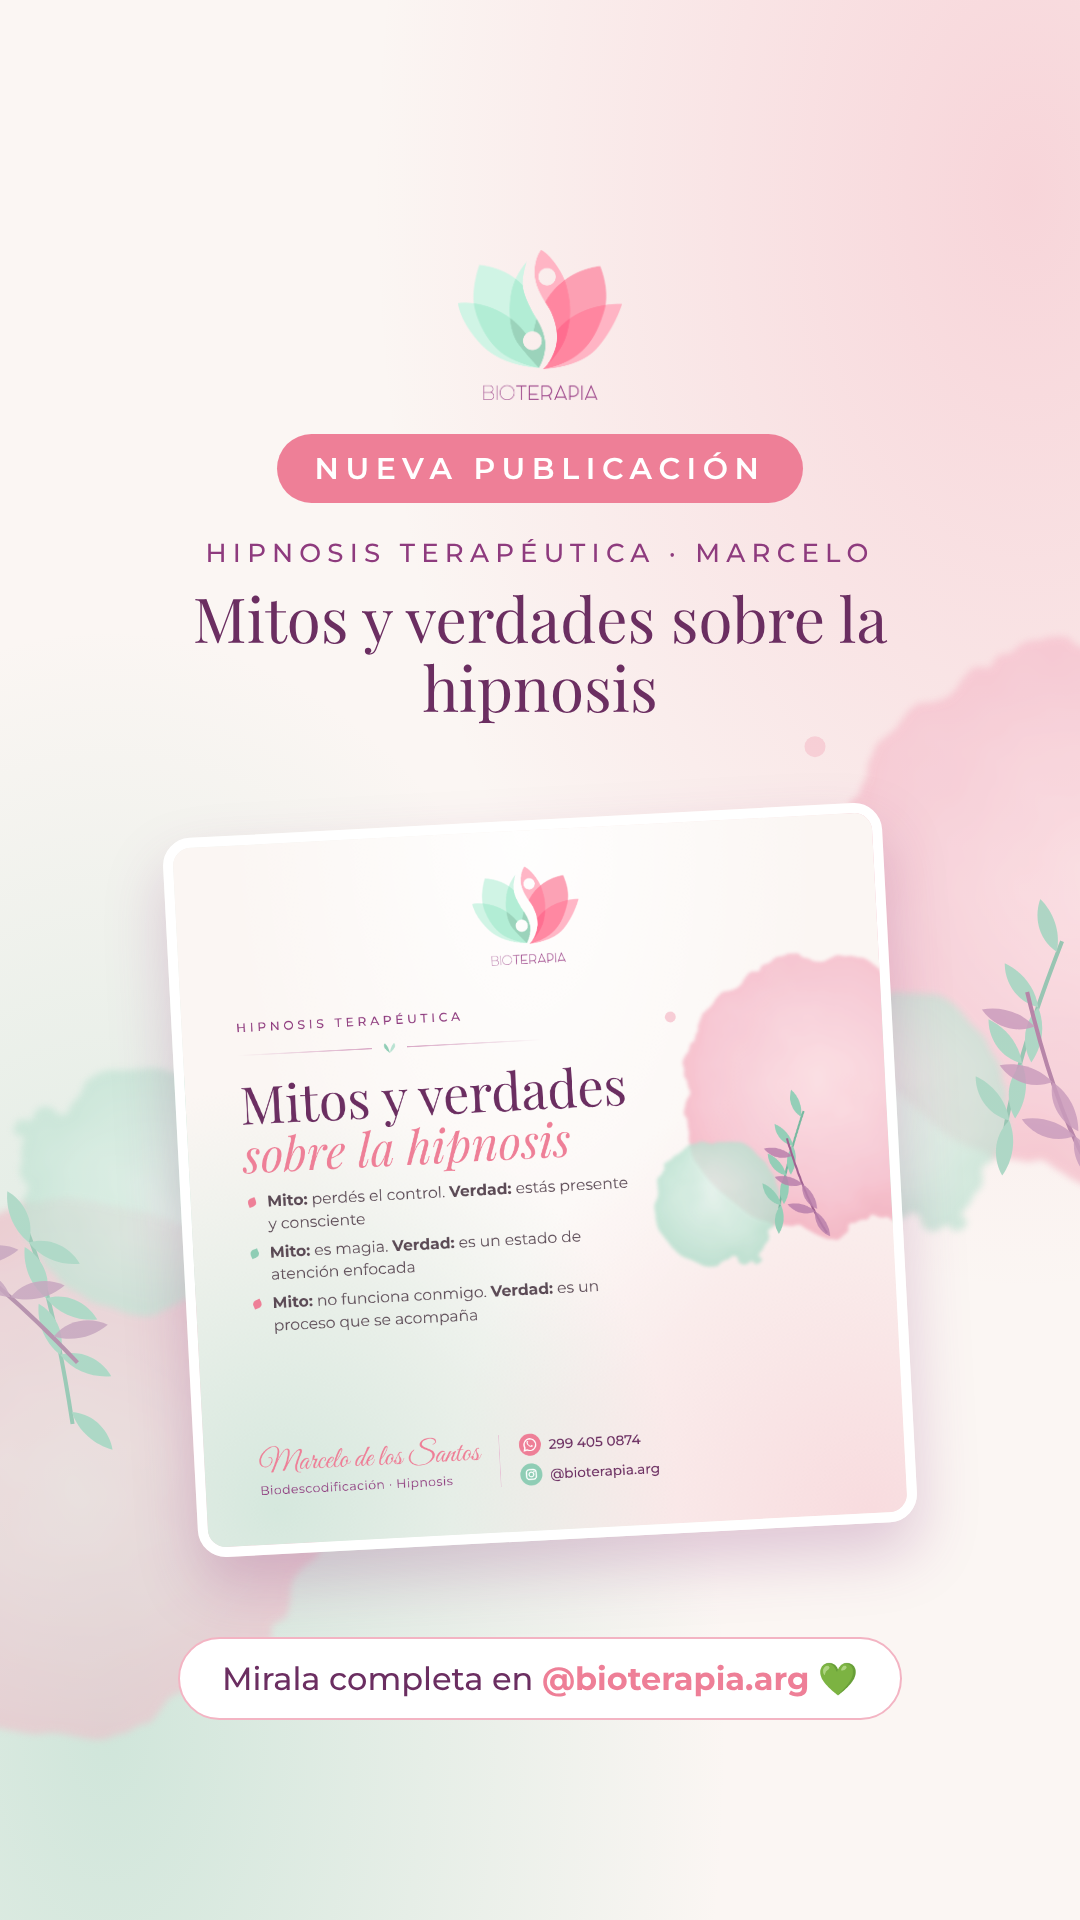 BIOTERAPIA
NUEVA PUBLICACIÓN
HIPNOSIS TERAPÉUTICA · MARCELO
Mitos y verdades sobre la
hipnosis
BIOTERAPIA
HIPNOSIS TERAPÉUTICA
Mitos y verdades
sobre la hipnosis
Mito: perdés el control. Verdad: estás presente
y consciente
Mito: es magia. Verdad: es un estado de
atención enfocada
Mito: no funciona conmigo. Verdad: es un
proceso que se acompaña
Marcelo de los Santos
Biodescodificación · Hipnosis
299 405 0874
@bioterapia.arg
Mirala completa en @bioterapia.arg 💚